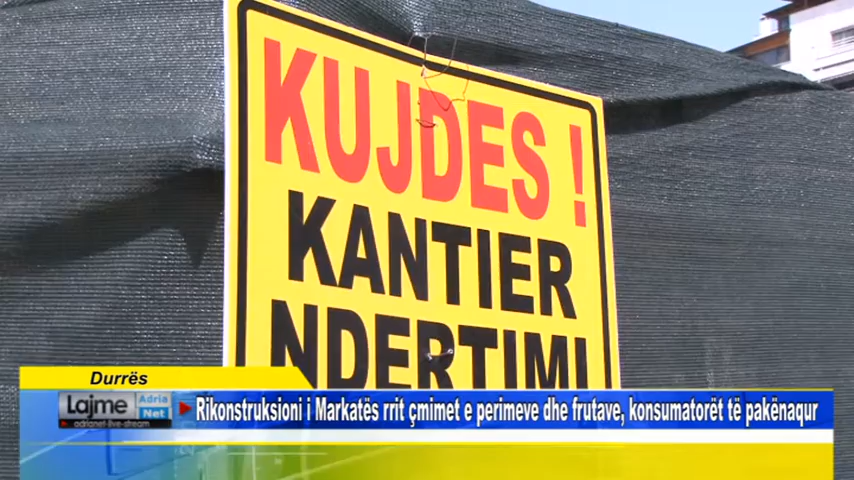 KUJDES !
KANTIER
NDERTIMI
Durrës
Lajme Adria Net
adrianet-live-stream
Rikonstruksioni i Markatës rrit çmimet e perimeve dhe frutave, konsumatorët të pakënaqur